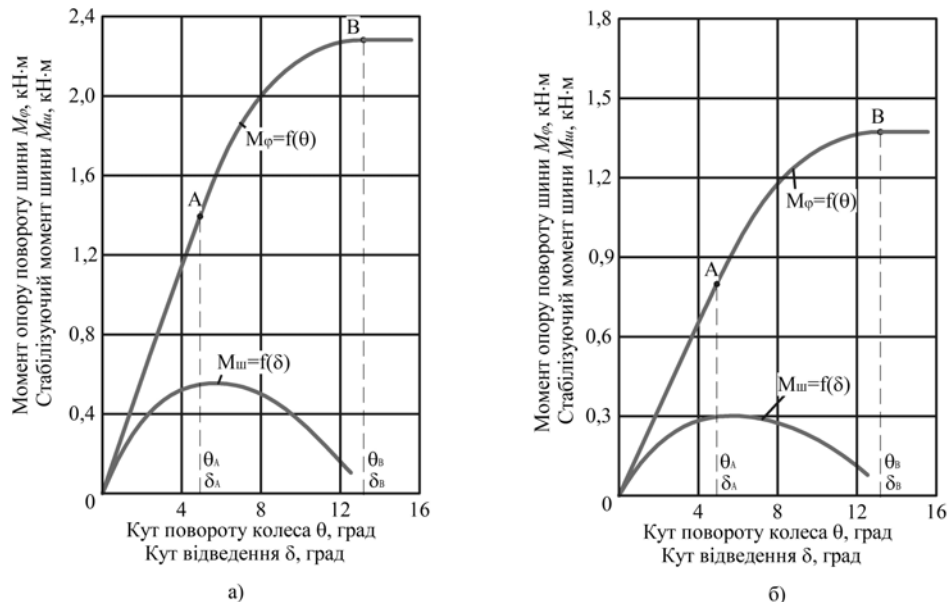 Момент опору повороту шини Mφ, кН·м
Стабілізуючий момент шини Mш, кН·м
2,4
2,0
1,6
1,2
0,8
0,4
0
B
Mφ=f(θ)
A
Mш=f(δ)
θA
δA
θB
δB
4
8
12
16
Кут повороту колеса θ, град
Кут відведення δ, град
а)
Момент опору повороту шини Mφ, кН·м
Стабілізуючий момент шини Mш, кН·м
1,8
1,5
1,2
0,9
0,6
0,3
0
B
Mφ=f(θ)
A
Mш=f(δ)
θA
δA
θB
δB
4
8
12
16
Кут повороту колеса θ, град
Кут відведення δ, град
б)